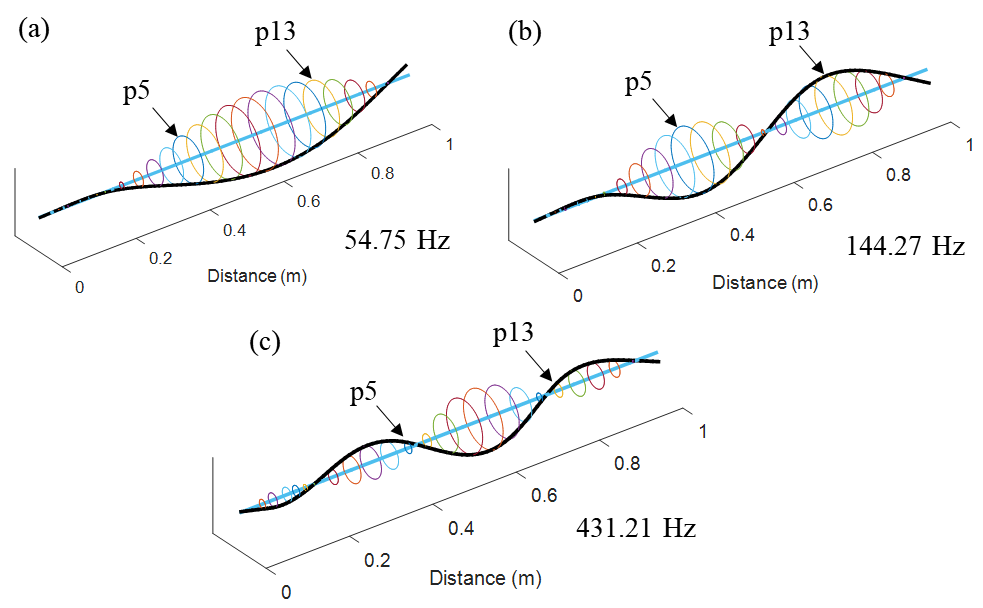 (a)
p13
p5
1
0.8
0.6
0.4
0.2
0
54.75 Hz
Distance (m)
(b)
p13
p5
1
0.8
0.6
0.4
0.2
0
144.27 Hz
Distance (m)
(c)
p13
p5
1
0.8
0.6
0.4
0.2
0
431.21 Hz
Distance (m)